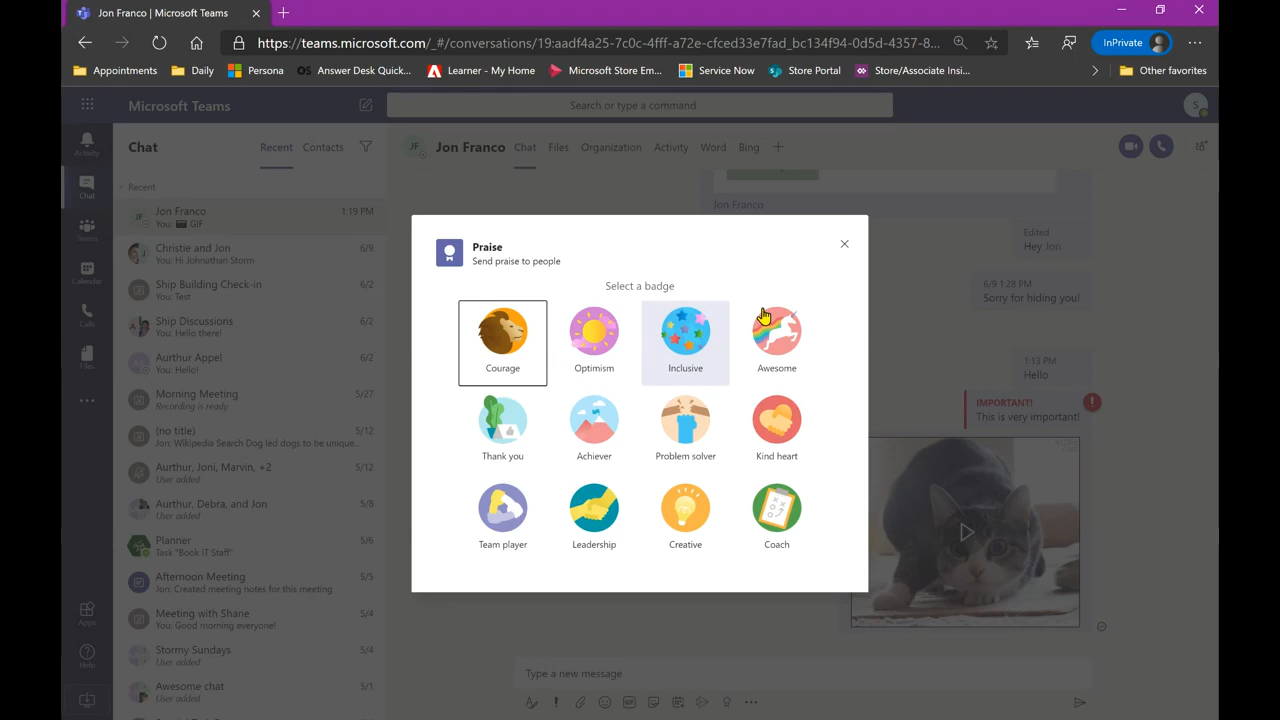 Jon Franco | Microsoft Teams
https://teams.microsoft.com/_#/conversations/19:aadf4a25-7c0c-4fff-a72e-cfced33e7fad_bc134f94-0d5d-4357-8...
InPrivate
Appointments
Daily
Persona
Answer Desk Quick...
Learner - My Home
Microsoft Store Em...
Service Now
Store Portal
Store/Associate Insi...
Other favorites
Microsoft Teams
Search or type a command
S
Activity
Chat
Teams
Calendar
Calls
Files
Apps
Help
Chat
Recent
Contacts
Recent
JF
Jon Franco
1:19 PM
You: GIF
Christie and Jon
6/9
You: Hi Johnathan Storm
Ship Building Check-in
6/2
You: Test
Ship Discussions
6/2
You: Hello there!
Aurthur Appel
6/2
You: Hello!
Morning Meeting
5/27
Recording is ready
(no title)
5/12
Jon: Wikipedia Search Dog led dogs to be unique...
Aurthur, Joni, Marvin, +2
5/12
User added
Aurthur, Debra, and Jon
5/8
User added
Planner
5/6
Task "Book IT Staff"
Afternoon Meeting
5/5
Jon: Created meeting notes for this meeting
Meeting with Shane
5/4
You: Good morning everyone!
Stormy Sundays
5/4
User added
Awesome chat
5/1
User added
JF
Jon Franco
Chat
Files
Organization
Activity
Word
Bing
Jon Franco
Edited
Hey Jon
6/9 1:28 PM
Sorry for hiding you!
1:13 PM
Hello
IMPORTANT!
This is very important!
Praise
Send praise to people
Select a badge
Courage
Optimism
Inclusive
Awesome
Thank you
Achiever
Problem solver
Kind heart
Team player
Leadership
Creative
Coach
Type a new message
GIF